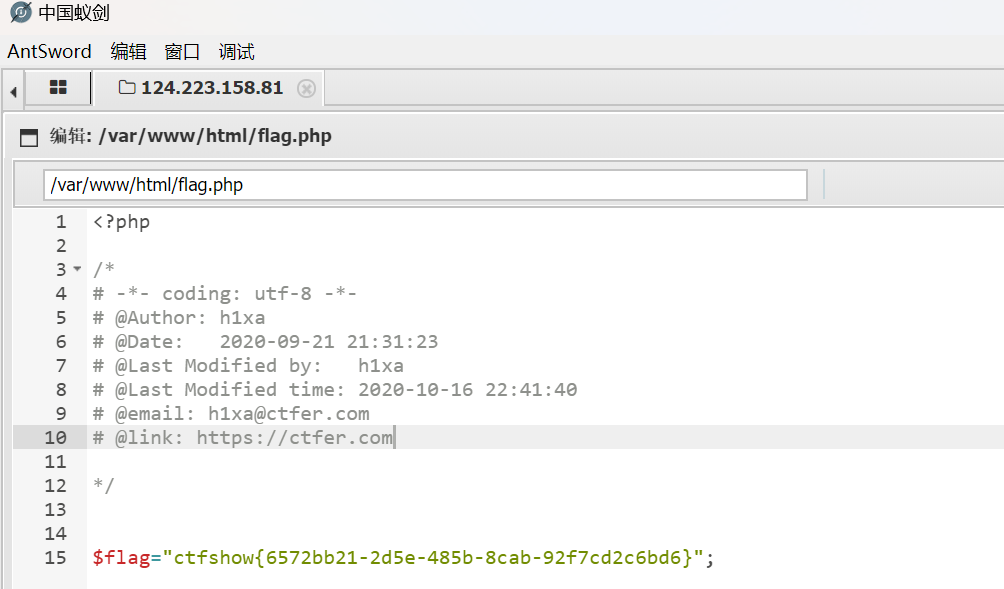 中国蚁剑
AntSword 编辑 窗口 调试
124.223.158.81
编辑: /var/www/html/flag.php
/var/www/html/flag.php
1 <?php
2
3 /*
4 # -*- coding: utf-8 -*-
5 # @Author: h1xa
6 # @Date:   2020-09-21 21:31:23
7 # @Last Modified by:   h1xa
8 # @Last Modified time: 2020-10-16 22:41:40
9 # @email: h1xa@ctfer.com
10 # @link: https://ctfer.com
11
12 */
13
14
15 $flag="ctfshow{6572bb21-2d5e-485b-8cab-92f7cd2c6bd6}";